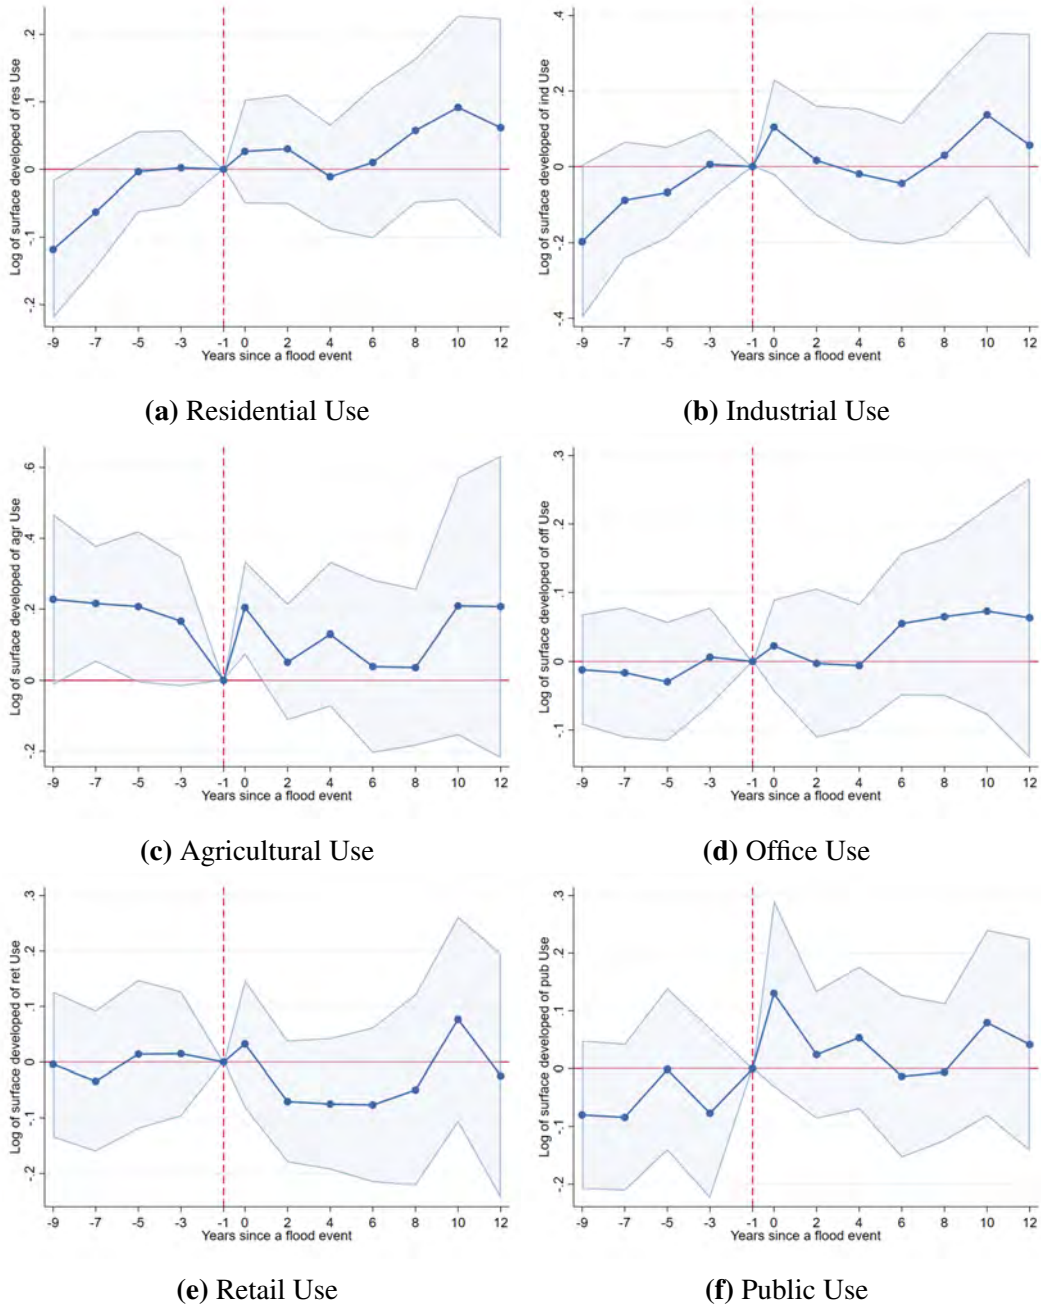 Log of surface developed of res Use
.2
.1
0
-.1
-.2
-9 -7 -5 -3 -1 0 2 4 6 8 10 12
Years since a flood event
(a) Residential Use
Log of surface developed of ind Use
.4
.2
0
-.2
-.4
-9 -7 -5 -3 -1 0 2 4 6 8 10 12
Years since a flood event
(b) Industrial Use
Log of surface developed of agr Use
.6
.4
.2
0
-.2
-9 -7 -5 -3 -1 0 2 4 6 8 10 12
Years since a flood event
(c) Agricultural Use
Log of surface developed of off Use
.3
.2
.1
0
-.1
-9 -7 -5 -3 -1 0 2 4 6 8 10 12
Years since a flood event
(d) Office Use
Log of surface developed of ret Use
.3
.2
.1
0
-.1
-.2
-9 -7 -5 -3 -1 0 2 4 6 8 10 12
Years since a flood event
(e) Retail Use
Log of surface developed of pub Use
.3
.2
.1
0
-.1
-.2
-9 -7 -5 -3 -1 0 2 4 6 8 10 12
Years since a flood event
(f) Public Use